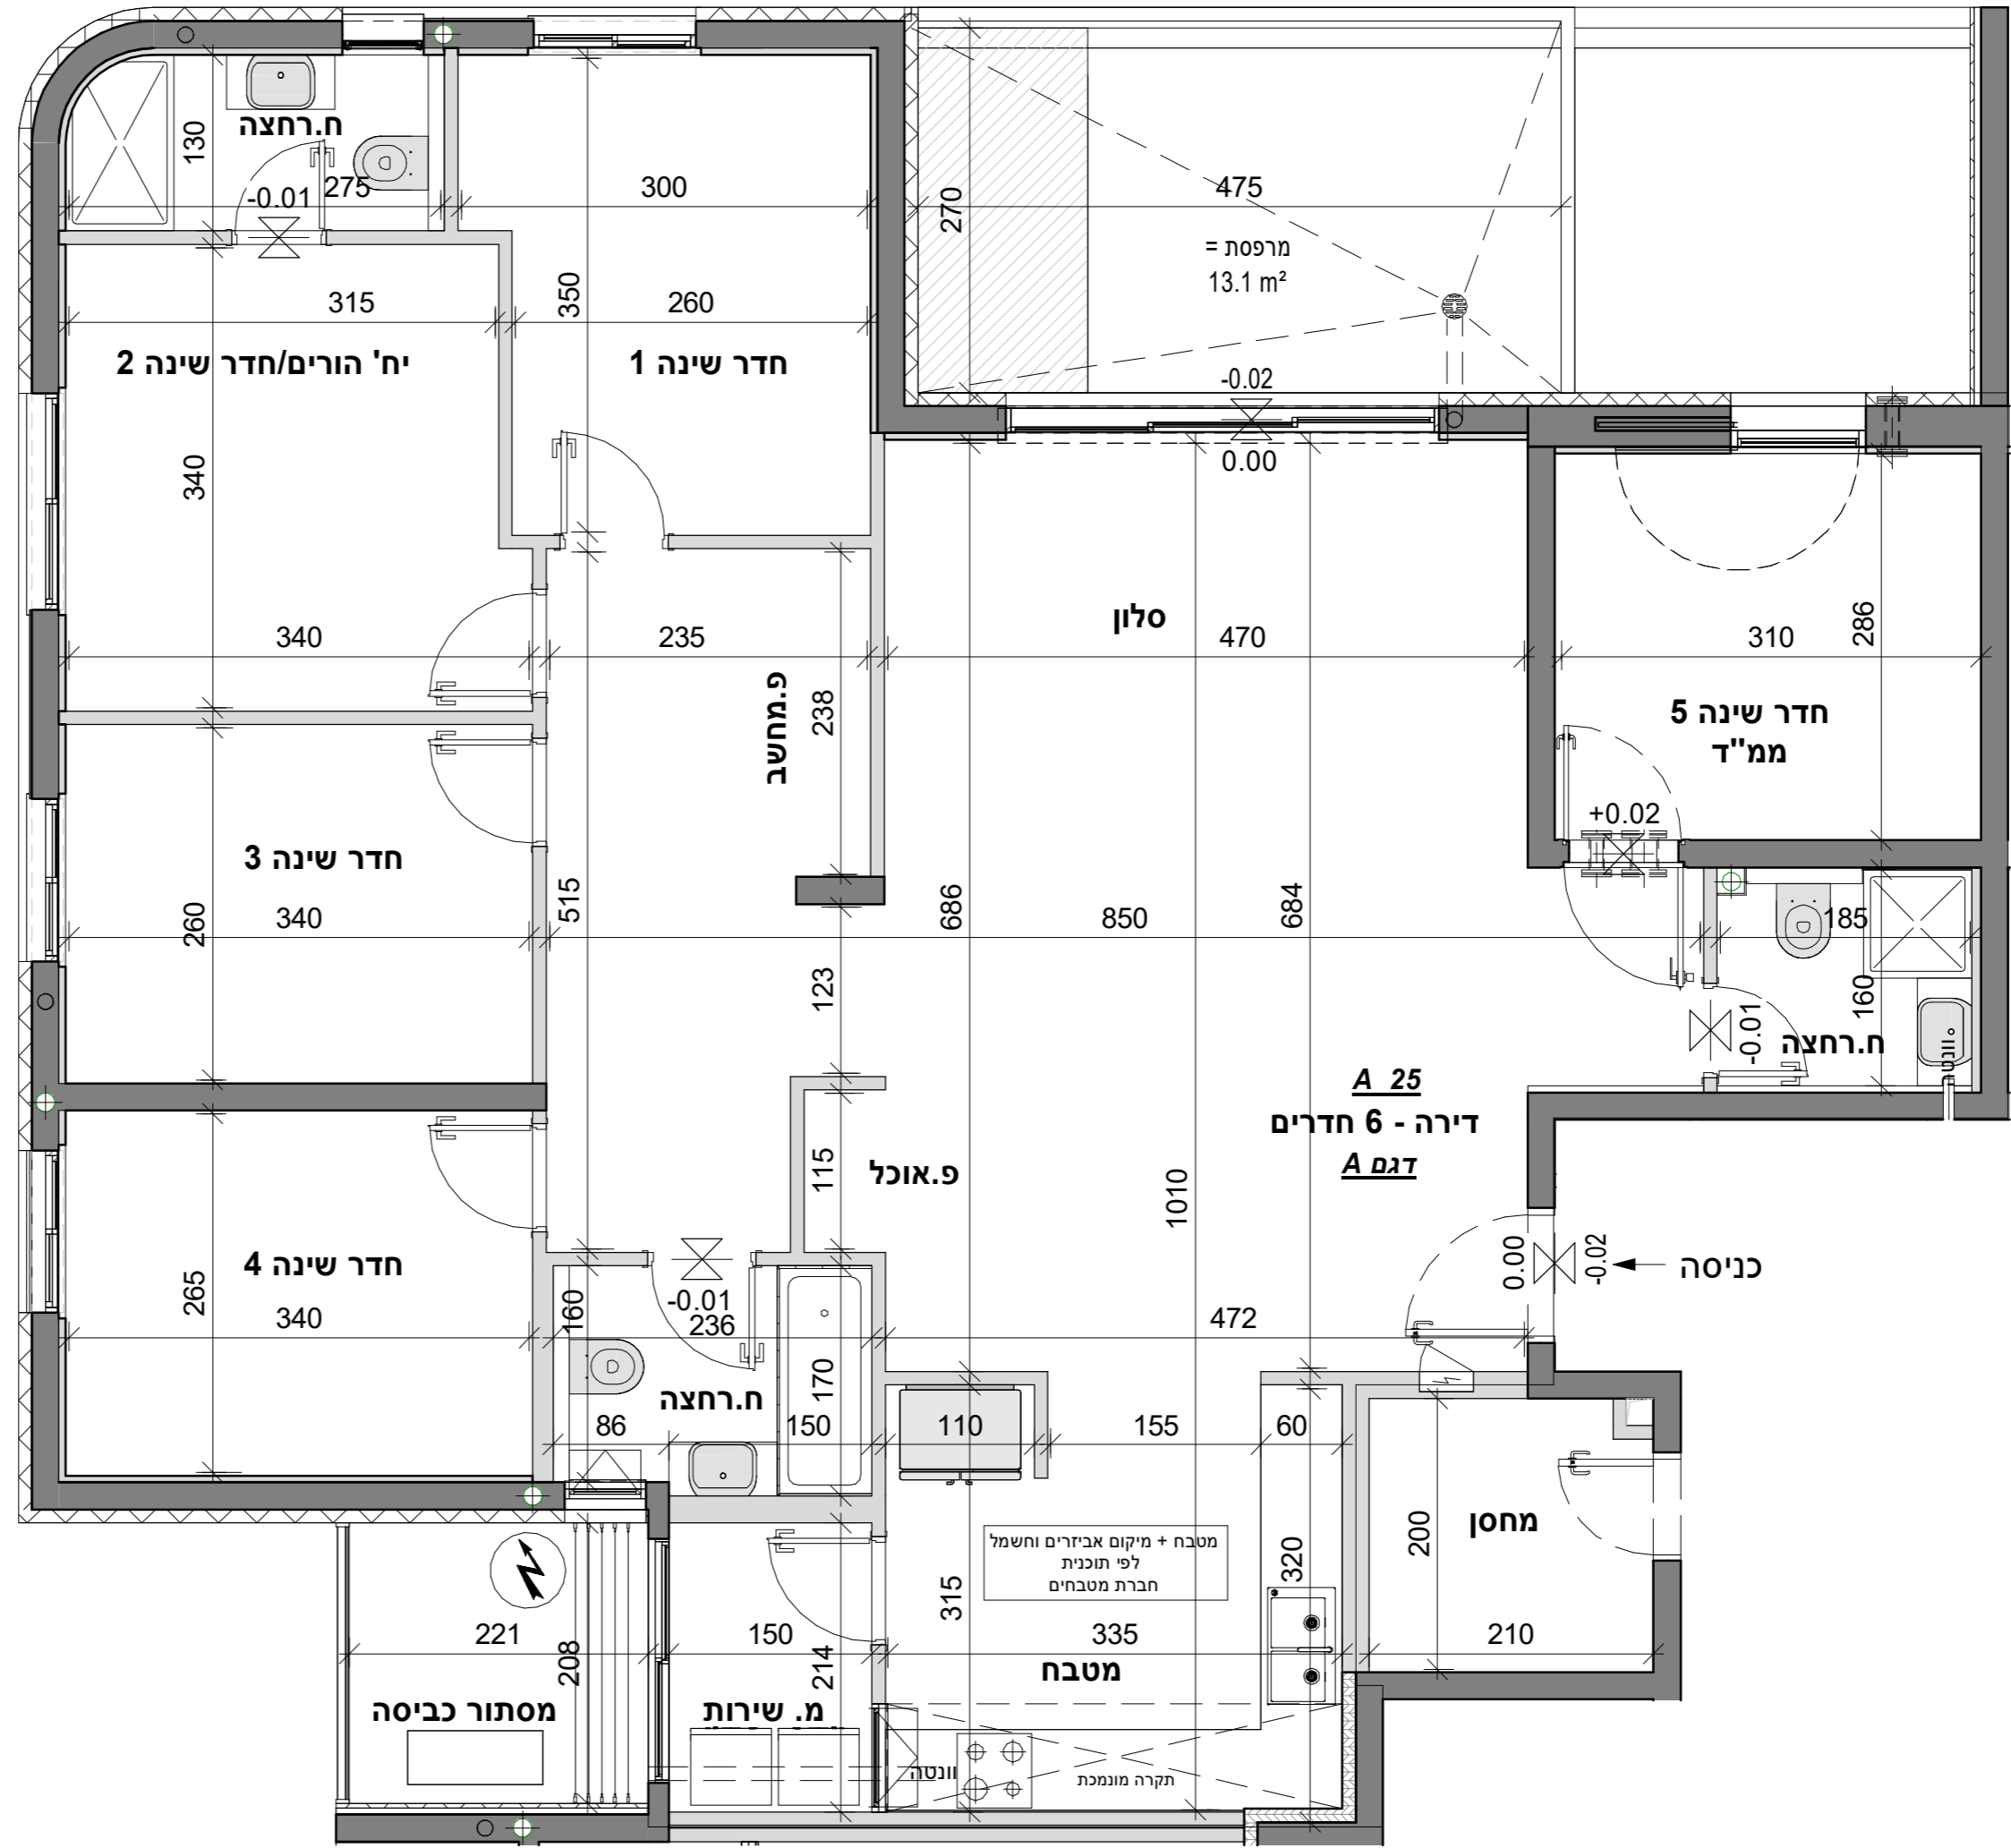 ח.רחצה
130
275
-0.01
300
270
475
מרפסת =
13.1 m²
315
350
260
יח' הורים/חדר שינה 2
חדר שינה 1
-0.02
0.00
340
סלון
340
235
470
310
286
פ.מחשב
238
חדר שינה 5
ממ"ד
+0.02
חדר שינה 3
260
340
515
686
850
684
185
123
160
-0.01
ח.רחצה
וונטה
A 25
דירה - 6 חדרים
דגם A
115
פ.אוכל
1010
חדר שינה 4
265
340
160
-0.01
236
472
0.00
-0.02
כניסה
170
ח.רחצה
86
150
110
155
60
מטבח + מיקום אביזרים וחשמל
לפי תוכנית
חברת מטבחים
320
315
200
מחסן
221
208
150
214
335
210
מטבח
מסתור כביסה
מ. שירות
וונטה
תקרה מונמכת